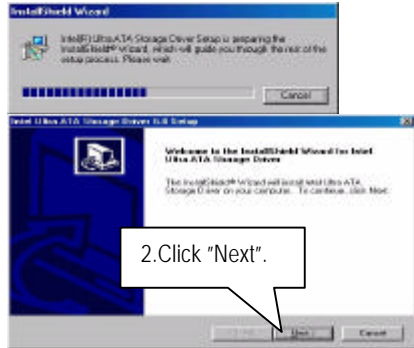 InstallShield Wizard
Intel(R) Ultra ATA Storage Driver Setup is preparing the
InstallShield® Wizard, which will guide you through the rest of the
setup process. Please wait.
Cancel
Intel Ultra ATA Storage Driver Setup
Welcome to the InstallShield Wizard for Intel
Ultra ATA Storage Driver
The InstallShield® Wizard will install Intel Ultra ATA
Storage Driver on your computer. To continue, click Next.
2.Click "Next".
Next >
Cancel